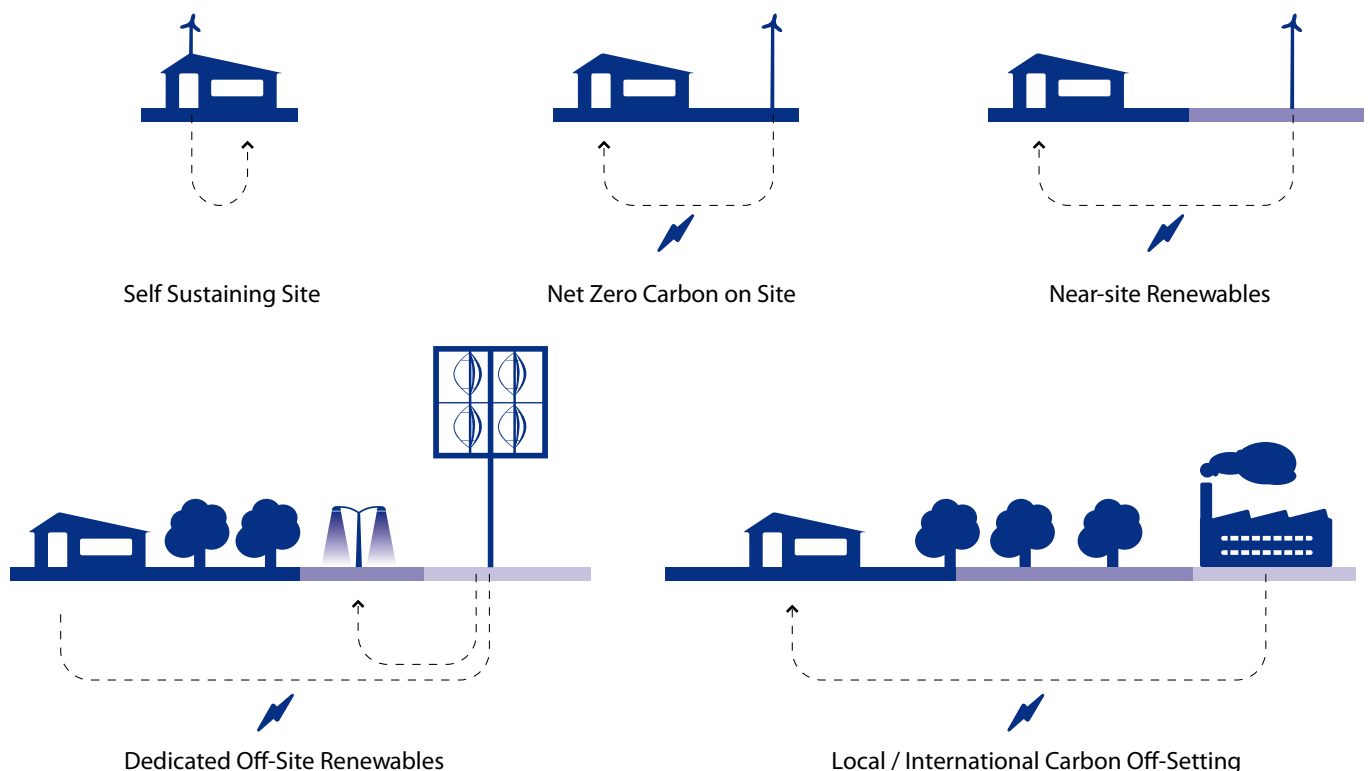 Self Sustaining Site
Net Zero Carbon on Site
Near-site Renewables
Dedicated Off-Site Renewables
Local / International Carbon Off-Setting